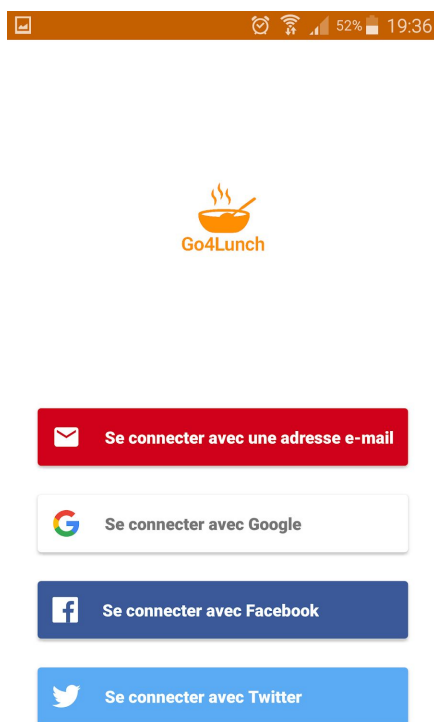 52% 19:36
Go4Lunch
Se connecter avec une adresse e-mail
Se connecter avec Google
Se connecter avec Facebook
Se connecter avec Twitter